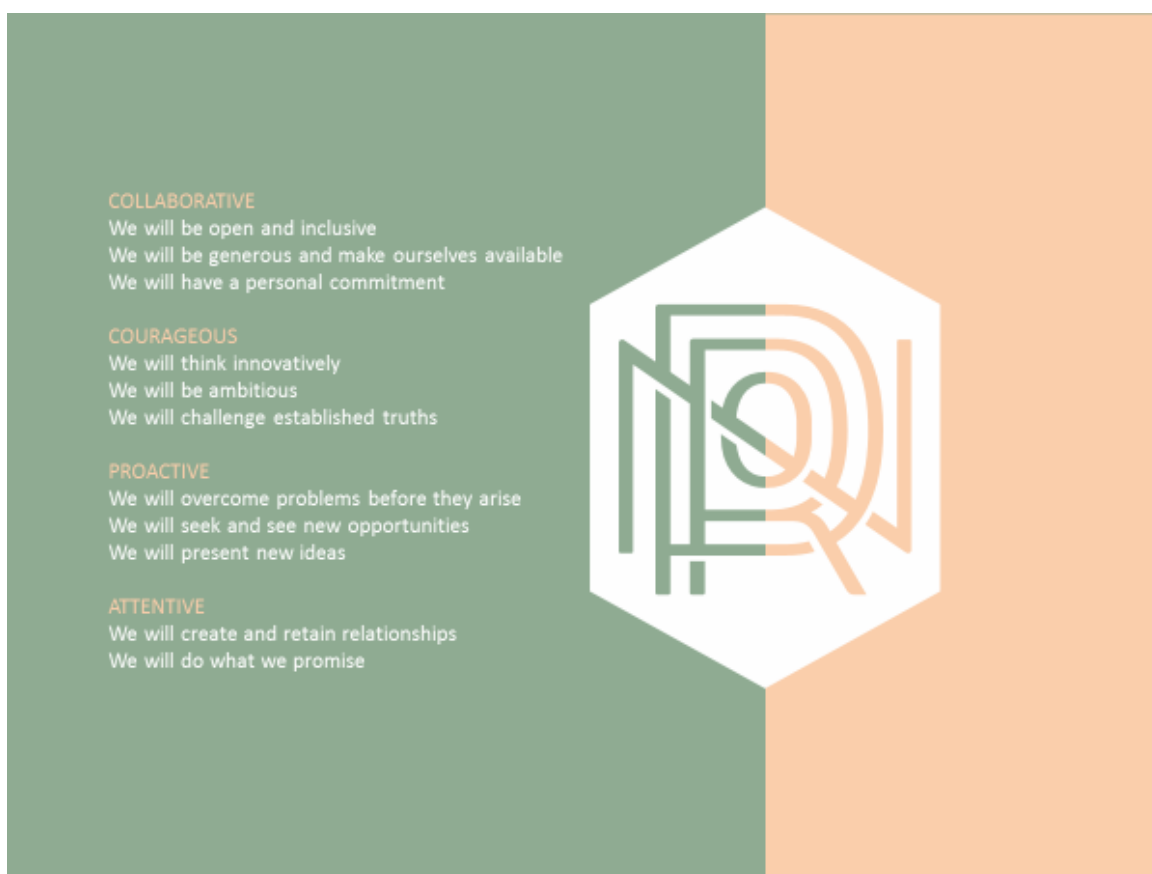 COLLABORATIVE
We will be open and inclusive
We will be generous and make ourselves available
We will have a personal commitment
COURAGEOUS
We will think innovatively
We will be ambitious
We will challenge established truths
PROACTIVE
We will overcome problems before they arise
We will seek and see new opportunities
We will present new ideas
ATTENTIVE
We will create and retain relationships
We will do what we promise